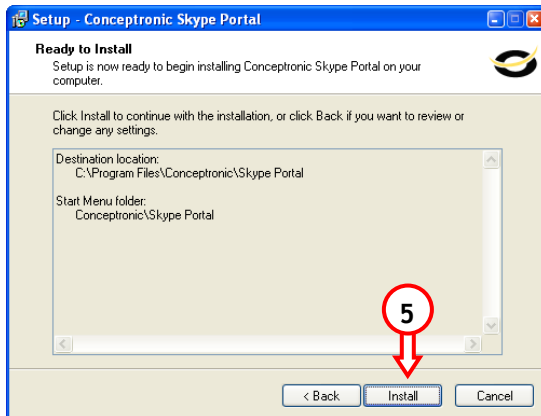 Setup - Conceptronic Skype Portal
Ready to Install
Setup is now ready to begin installing Conceptronic Skype Portal on your
computer.
Click Install to continue with the installation, or click Back if you want to review or
change any settings.
Destination location:
C:\Program Files\Conceptronic\Skype Portal
Start Menu folder:
Conceptronic\Skype Portal
5
< Back
Install
Cancel